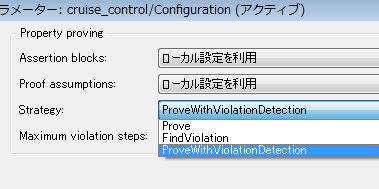 ラメーター: cruise_control/Configuration (アクティブ)
Property proving
Assertion blocks: ローカル設定を利用
Proof assumptions: ローカル設定を利用
Strategy: ProveWithViolationDetection
Prove
FindViolation
Maximum violation steps: ProveWithViolationDetection